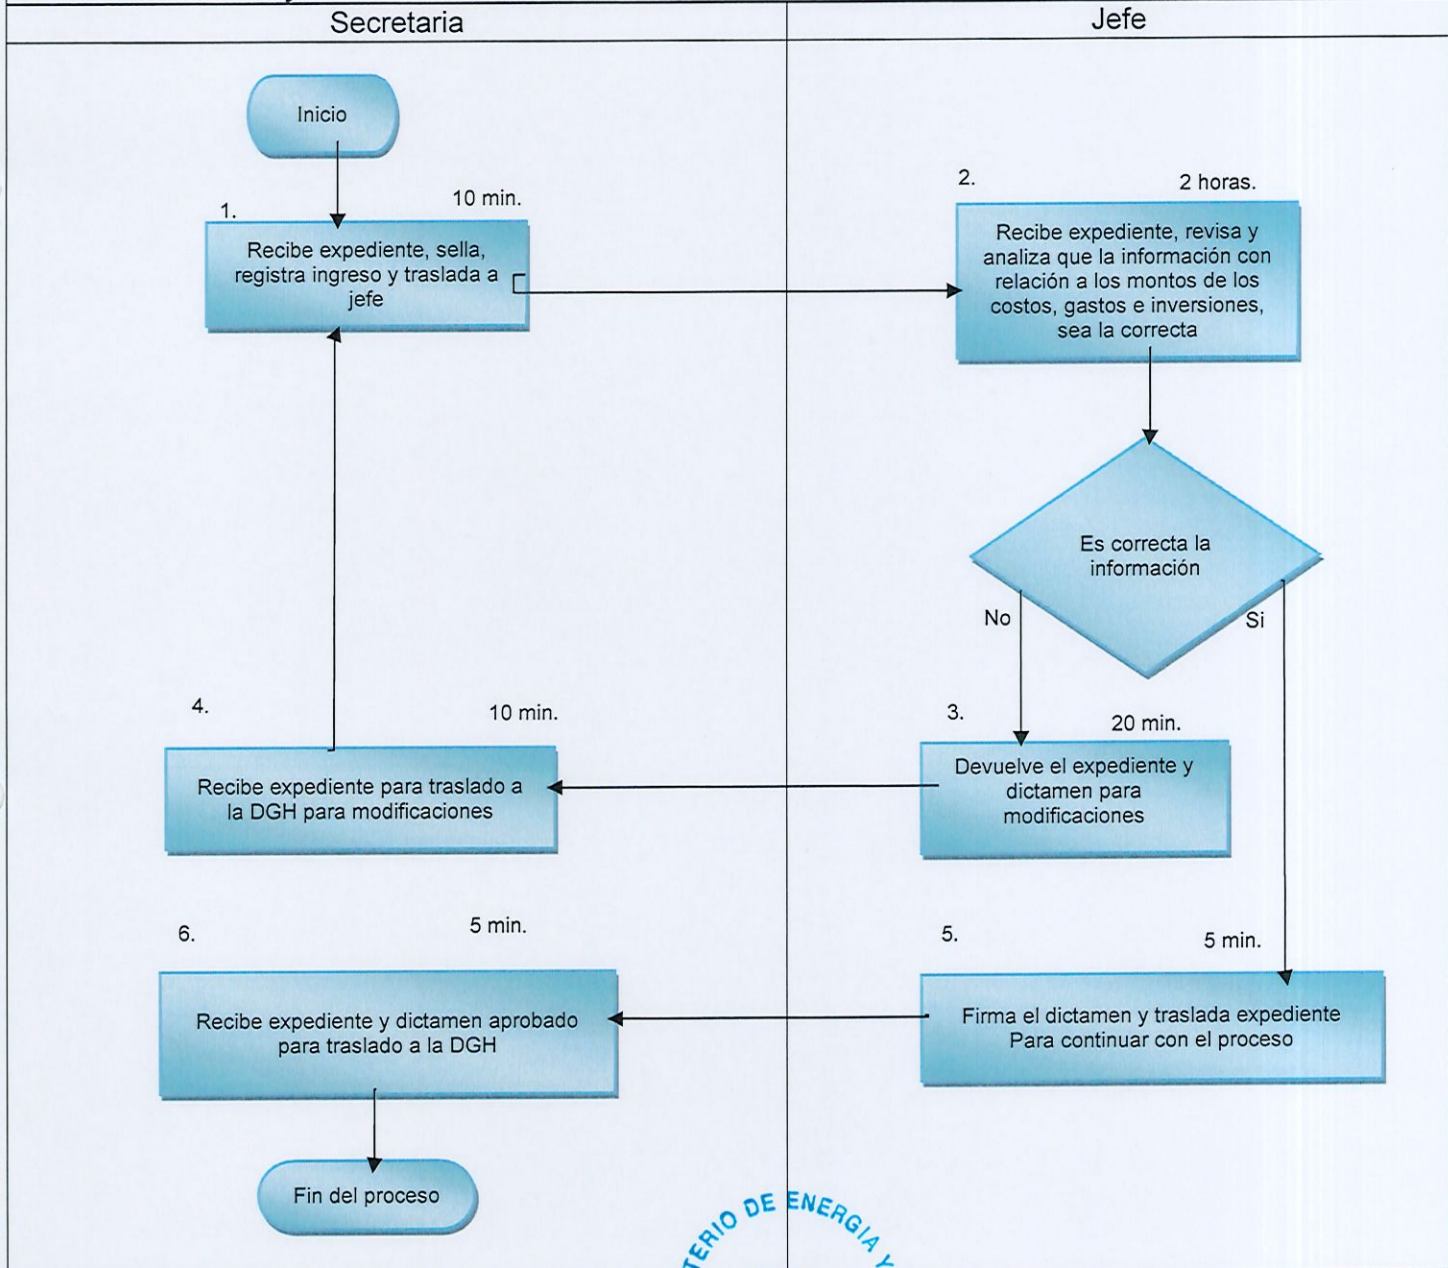 Secretaria
Jefe
Inicio
1.
10 min.
Recibe expediente, sella,
registra ingreso y traslada a
jefe
2.
2 horas.
Recibe expediente, revisa y
analiza que la información con
relación a los montos de los
costos, gastos e inversiones,
sea la correcta
Es correcta la
información
No
Si
3.
20 min.
Devuelve el expediente y
dictamen para
modificaciones
4.
10 min.
Recibe expediente para traslado a
la DGH para modificaciones
5.
5 min.
Firma el dictamen y traslada expediente
Para continuar con el proceso
6.
5 min.
Recibe expediente y dictamen aprobado
para traslado a la DGH
Fin del proceso
TERIO DE ENERGIA Y